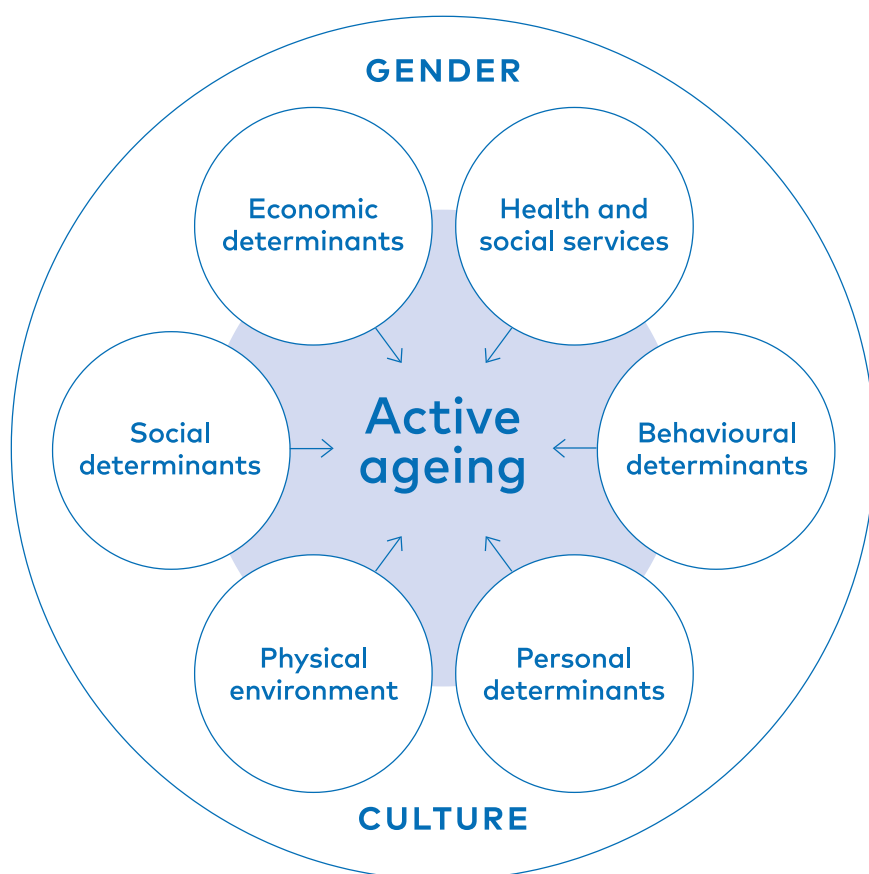 GENDER
Economic
determinants
Health and
social services
Social
determinants
Active
ageing
Behavioural
determinants
Physical
environment
Personal
determinants
CULTURE